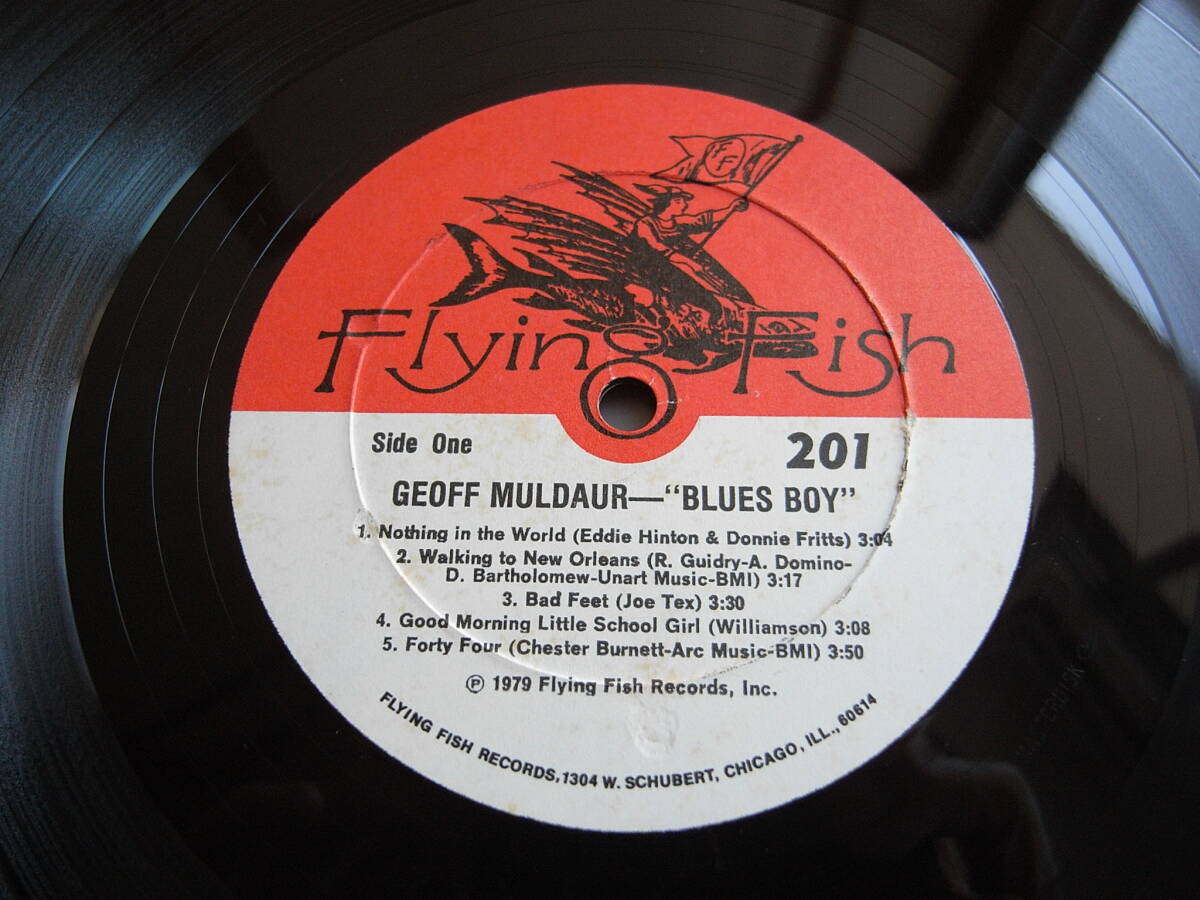 FF
Flying Fish
Side One
201
GEOFF MULDAUR—“BLUES BOY”
1. Nothing in the World (Eddie Hinton & Donnie Fritts) 3:04
2. Walking to New Orleans (R. Guidry-A. Domino-
D. Bartholomew-Unart Music-BMI) 3:17
3. Bad Feet (Joe Tex) 3:30
4. Good Morning Little School Girl (Williamson) 3:08
5. Forty Four (Chester Burnett-Arc Music-BMI) 3:50
℗ 1979 Flying Fish Records, Inc.
FLYING FISH RECORDS, 1304 W. SCHUBERT, CHICAGO, ILL., 60614